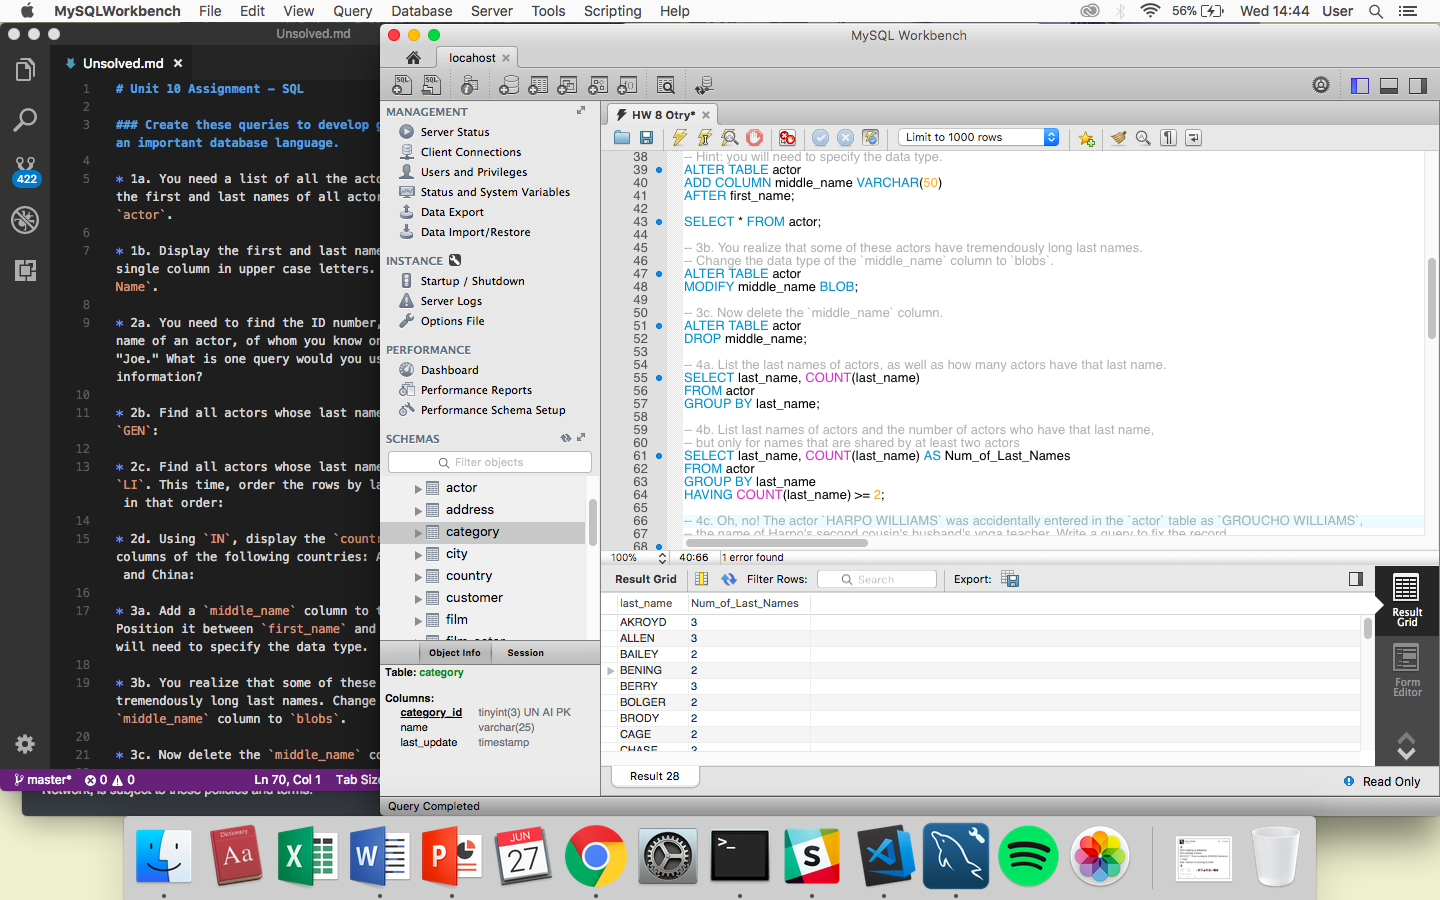 MySQLWorkbench File Edit View Query Database Server Tools Scripting Help 56% Wed 14:44 User
Unsolved.md
Unsolved.md
1 # Unit 10 Assignment - SQL
2
3 ### Create these queries to develop
an important database language.
4
5 * 1a. You need a list of all the
the first and last names of all
`actor`.
6
7 * 1b. Display the first and last
single column in upper case letters.
Name`.
8
9 * 2a. You need to find the ID number,
name of an actor, of whom you know
"Joe." What is one query would you
information?
10
11 * 2b. Find all actors whose last
`GEN`:
12
13 * 2c. Find all actors whose last
`LI`. This time, order the rows by
in that order:
14
15 * 2d. Using `IN`, display the
columns of the following countries:
and China:
16
17 * 3a. Add a `middle_name` column to
Position it between `first_name` and
will need to specify the data type.
18
19 * 3b. You realize that some of these
tremendously long last names. Change
`middle_name` column to `blobs`.
20
21 * 3c. Now delete the `middle_name`
422
master* 0 0 Ln 70, Col 1 Tab
MySQL Workbench
locahost
MANAGEMENT
Server Status
Client Connections
Users and Privileges
Status and System Variables
Data Export
Data Import/Restore
INSTANCE
Startup / Shutdown
Server Logs
Options File
PERFORMANCE
Dashboard
Performance Reports
Performance Schema Setup
SCHEMAS
Filter objects
actor
address
category
city
country
customer
film
Object Info Session
Table: category
Columns:
category_id tinyint(3) UN AI PK
name varchar(25)
last_update timestamp
HW 8 Otry*
Limit to 1000 rows
38 -- Hint: you will need to specify the data type.
39 ALTER TABLE actor
40 ADD COLUMN middle_name VARCHAR(50)
41 AFTER first_name;
42
43 SELECT * FROM actor;
44
45 -- 3b. You realize that some of these actors have tremendously long last names.
46 -- Change the data type of the `middle_name` column to `blobs`.
47 ALTER TABLE actor
48 MODIFY middle_name BLOB;
49
50 -- 3c. Now delete the `middle_name` column.
51 ALTER TABLE actor
52 DROP middle_name;
53
54 -- 4a. List the last names of actors, as well as how many actors have that last name.
55 SELECT last_name, COUNT(last_name)
56 FROM actor
57 GROUP BY last_name;
58
59 -- 4b. List last names of actors and the number of actors who have that last name,
60 -- but only for names that are shared by at least two actors
61 SELECT last_name, COUNT(last_name) AS Num_of_Last_Names
62 FROM actor
63 GROUP BY last_name
64 HAVING COUNT(last_name) >= 2;
65
66 -- 4c. Oh, no! The actor `HARPO WILLIAMS` was accidentally entered in the `actor` table as `GROUCHO WILLIAMS`,
67 -- the name of Harpo's second cousin's husband's yoga teacher. Write a query to fix the record.
68
100% 40:66 1 error found
Result Grid Filter Rows: Search Export:
last_name Num_of_Last_Names
AKROYD 3
ALLEN 3
BAILEY 2
BENING 2
BERRY 3
BOLGER 2
BRODY 2
CAGE 2
CHASE 2
Result Grid
Form Editor
Result 28
Read Only
Query Completed
Network, is subject to these policies and terms.
Dictionary
Aa
X
W
P
JUN
27
>_
S